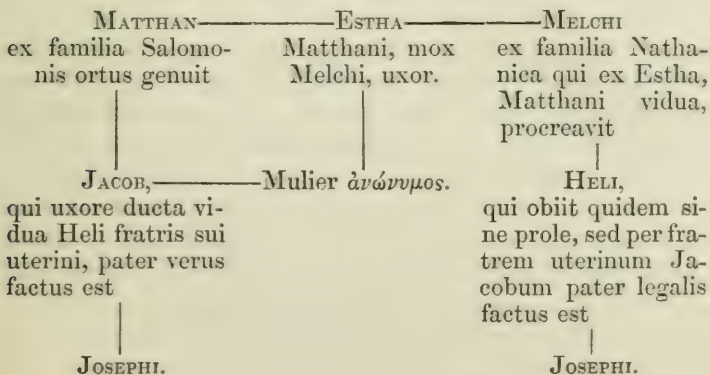 MATTHAN ESTHA MELCHI
ex familia Salomo-
nis ortus genuit
Matthani, mox
Melchi, uxor.
ex familia Natha-
nica qui ex Estha,
Matthani vidua,
procreavit
JACOB, Mulier ἀνώνυμος. HELI,
qui uxore ducta vi-
dua Heli fratris sui
uterini, pater verus
factus est
qui obiit quidem si-
ne prole, sed per fra-
trem uterinum Ja-
cobum pater legalis
factus est
JOSEPHI. JOSEPHI.